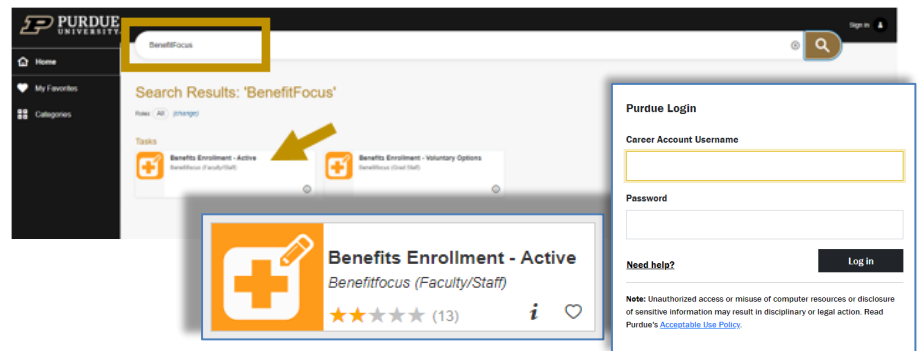 PURDUE
UNIVERSITY
BenefitFocus
Sign in
Home
My Favorites
Categories
Search Results: 'BenefitFocus'
Roles All (change)
Tasks
Benefits Enrollment - Active
Benefitfocus (Faculty/Staff)
Benefits Enrollment - Voluntary Options
Benefitfocus (Grad Staff)
Benefits Enrollment - Active
Benefitfocus (Faculty/Staff)
(13)
i
Purdue Login
Career Account Username
Password
Need help?
Log in
Note: Unauthorized access or misuse of computer resources or disclosure
of sensitive information may result in disciplinary or legal action. Read
Purdue's Acceptable Use Policy.